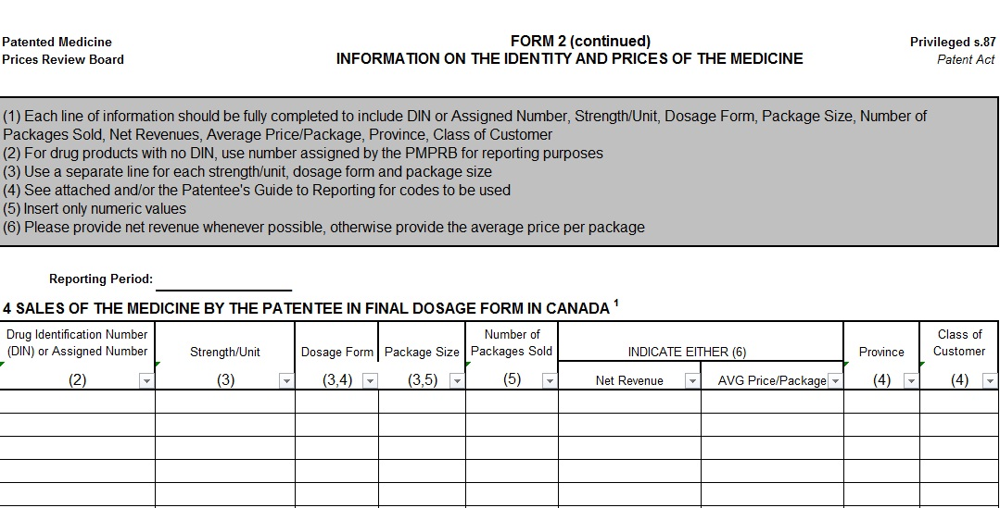 Patented Medicine
Prices Review Board
FORM 2 (continued)
INFORMATION ON THE IDENTITY AND PRICES OF THE MEDICINE
Privileged s.87
Patent Act
(1) Each line of information should be fully completed to include DIN or Assigned Number, Strength/Unit, Dosage Form, Package Size, Number of
Packages Sold, Net Revenues, Average Price/Package, Province, Class of Customer
(2) For drug products with no DIN, use number assigned by the PMPRB for reporting purposes
(3) Use a separate line for each strength/unit, dosage form and package size
(4) See attached and/or the Patentee's Guide to Reporting for codes to be used
(5) Insert only numeric values
(6) Please provide net revenue whenever possible, otherwise provide the average price per package
Reporting Period:
4 SALES OF THE MEDICINE BY THE PATENTEE IN FINAL DOSAGE FORM IN CANADA 1
Drug Identification Number
(DIN) or Assigned Number
(2)
Strength/Unit
(3)
Dosage Form
(3,4)
Package Size
(3,5)
Number of
Packages Sold
(5)
INDICATE EITHER (6)
Net Revenue
AVG Price/Package
Province
(4)
Class of
Customer
(4)